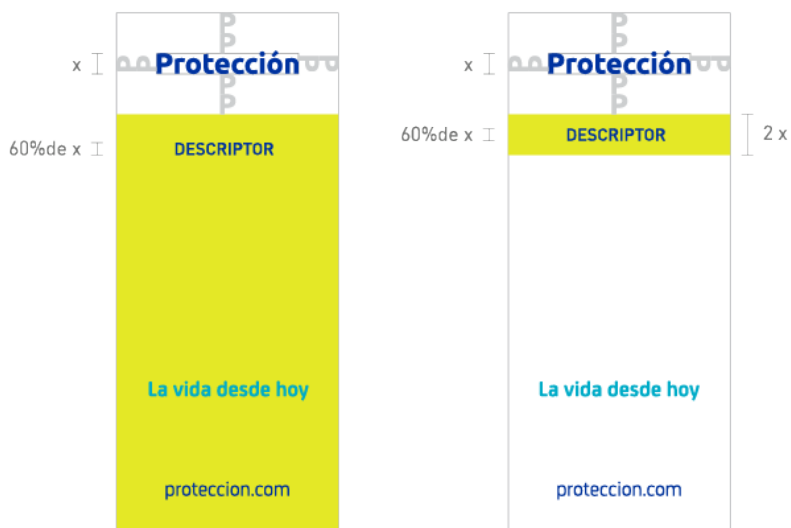 x
Protección
60%de x
DESCRIPTOR
La vida desde hoy
proteccion.com
x
Protección
60%de x
DESCRIPTOR
2 x
La vida desde hoy
proteccion.com